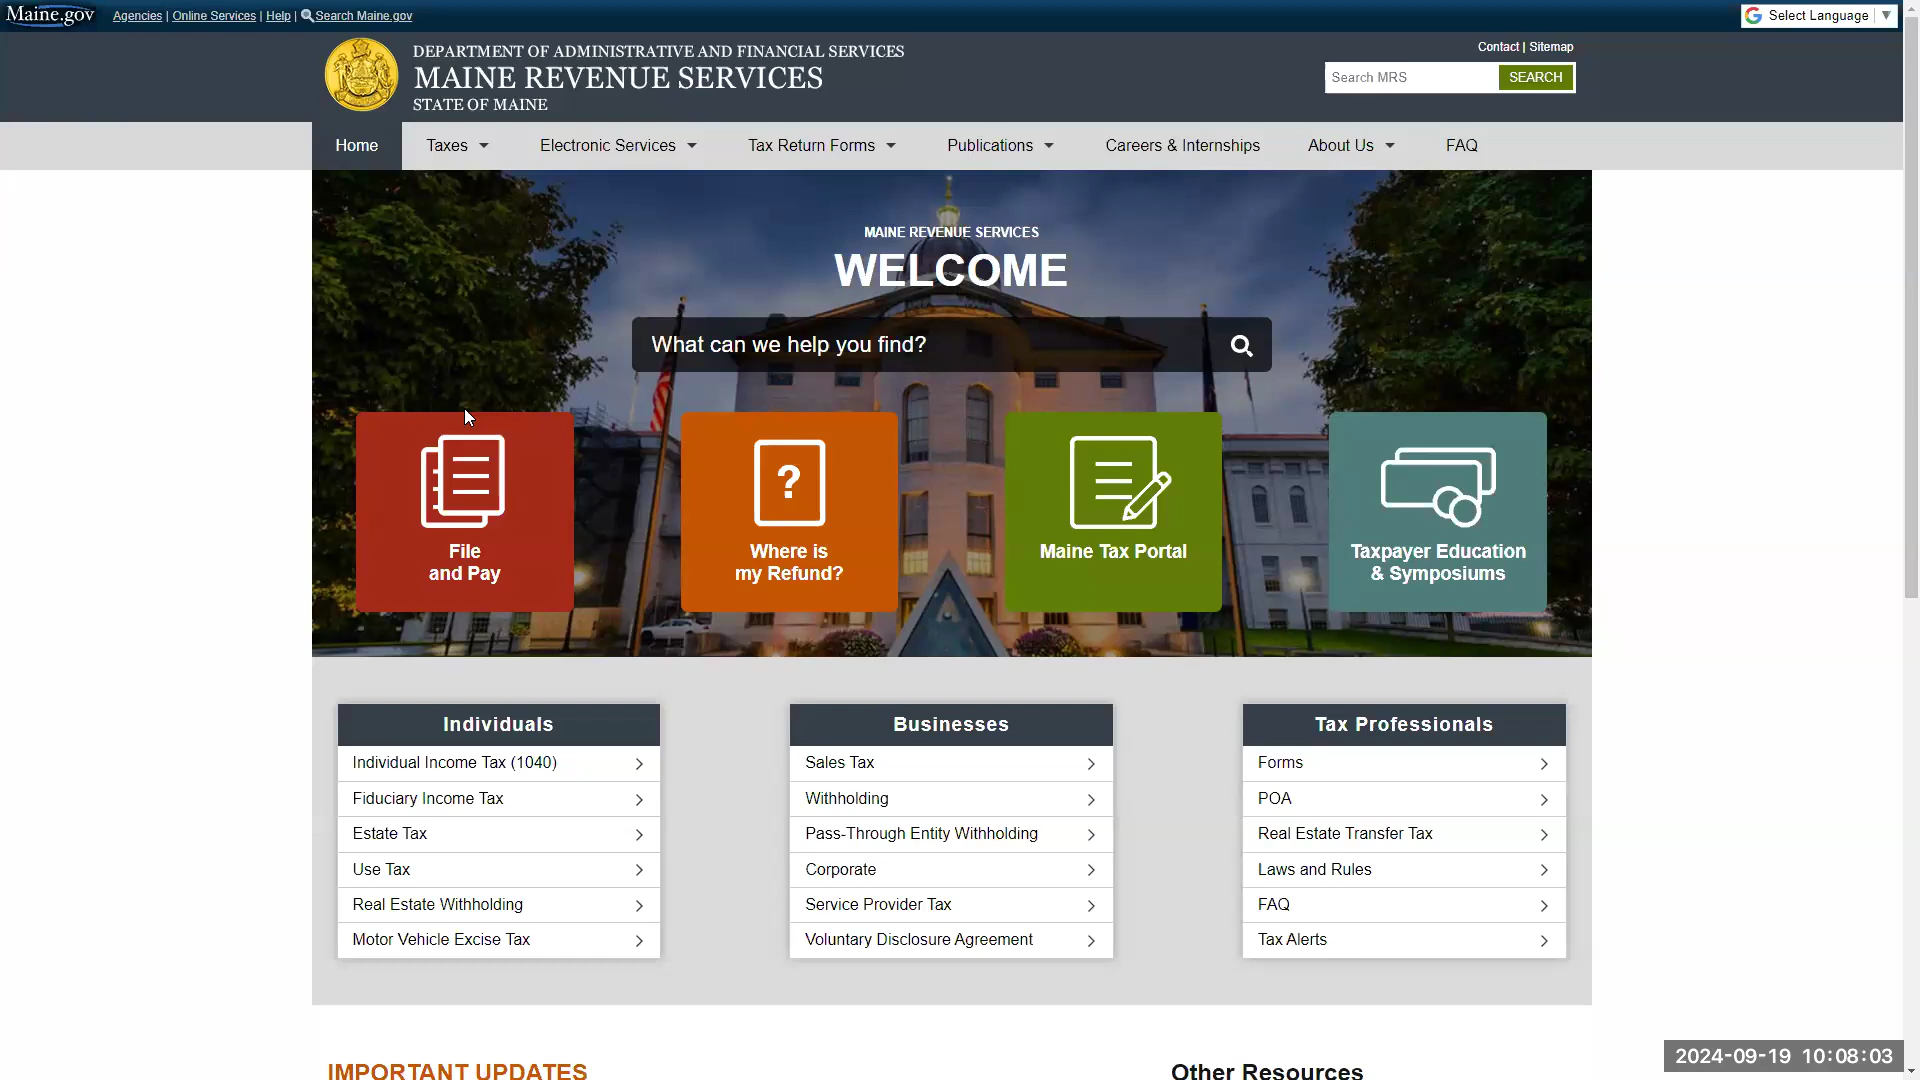 Maine.gov Agencies | Online Services | Help | Search Maine.gov
Select Language ▼
DEPARTMENT OF ADMINISTRATIVE AND FINANCIAL SERVICES
MAINE REVENUE SERVICES
STATE OF MAINE
Contact | Sitemap
Search MRS SEARCH
Home Taxes Electronic Services Tax Return Forms Publications Careers & Internships About Us FAQ
MAINE REVENUE SERVICES
WELCOME
What can we help you find?
File
and Pay
?
Where is
my Refund?
Maine Tax Portal
Taxpayer Education
& Symposiums
Individuals
Individual Income Tax (1040)
Fiduciary Income Tax
Estate Tax
Use Tax
Real Estate Withholding
Motor Vehicle Excise Tax
Businesses
Sales Tax
Withholding
Pass-Through Entity Withholding
Corporate
Service Provider Tax
Voluntary Disclosure Agreement
Tax Professionals
Forms
POA
Real Estate Transfer Tax
Laws and Rules
FAQ
Tax Alerts
IMPORTANT UPDATES
Other Resources
2024-09-19 10:08:03